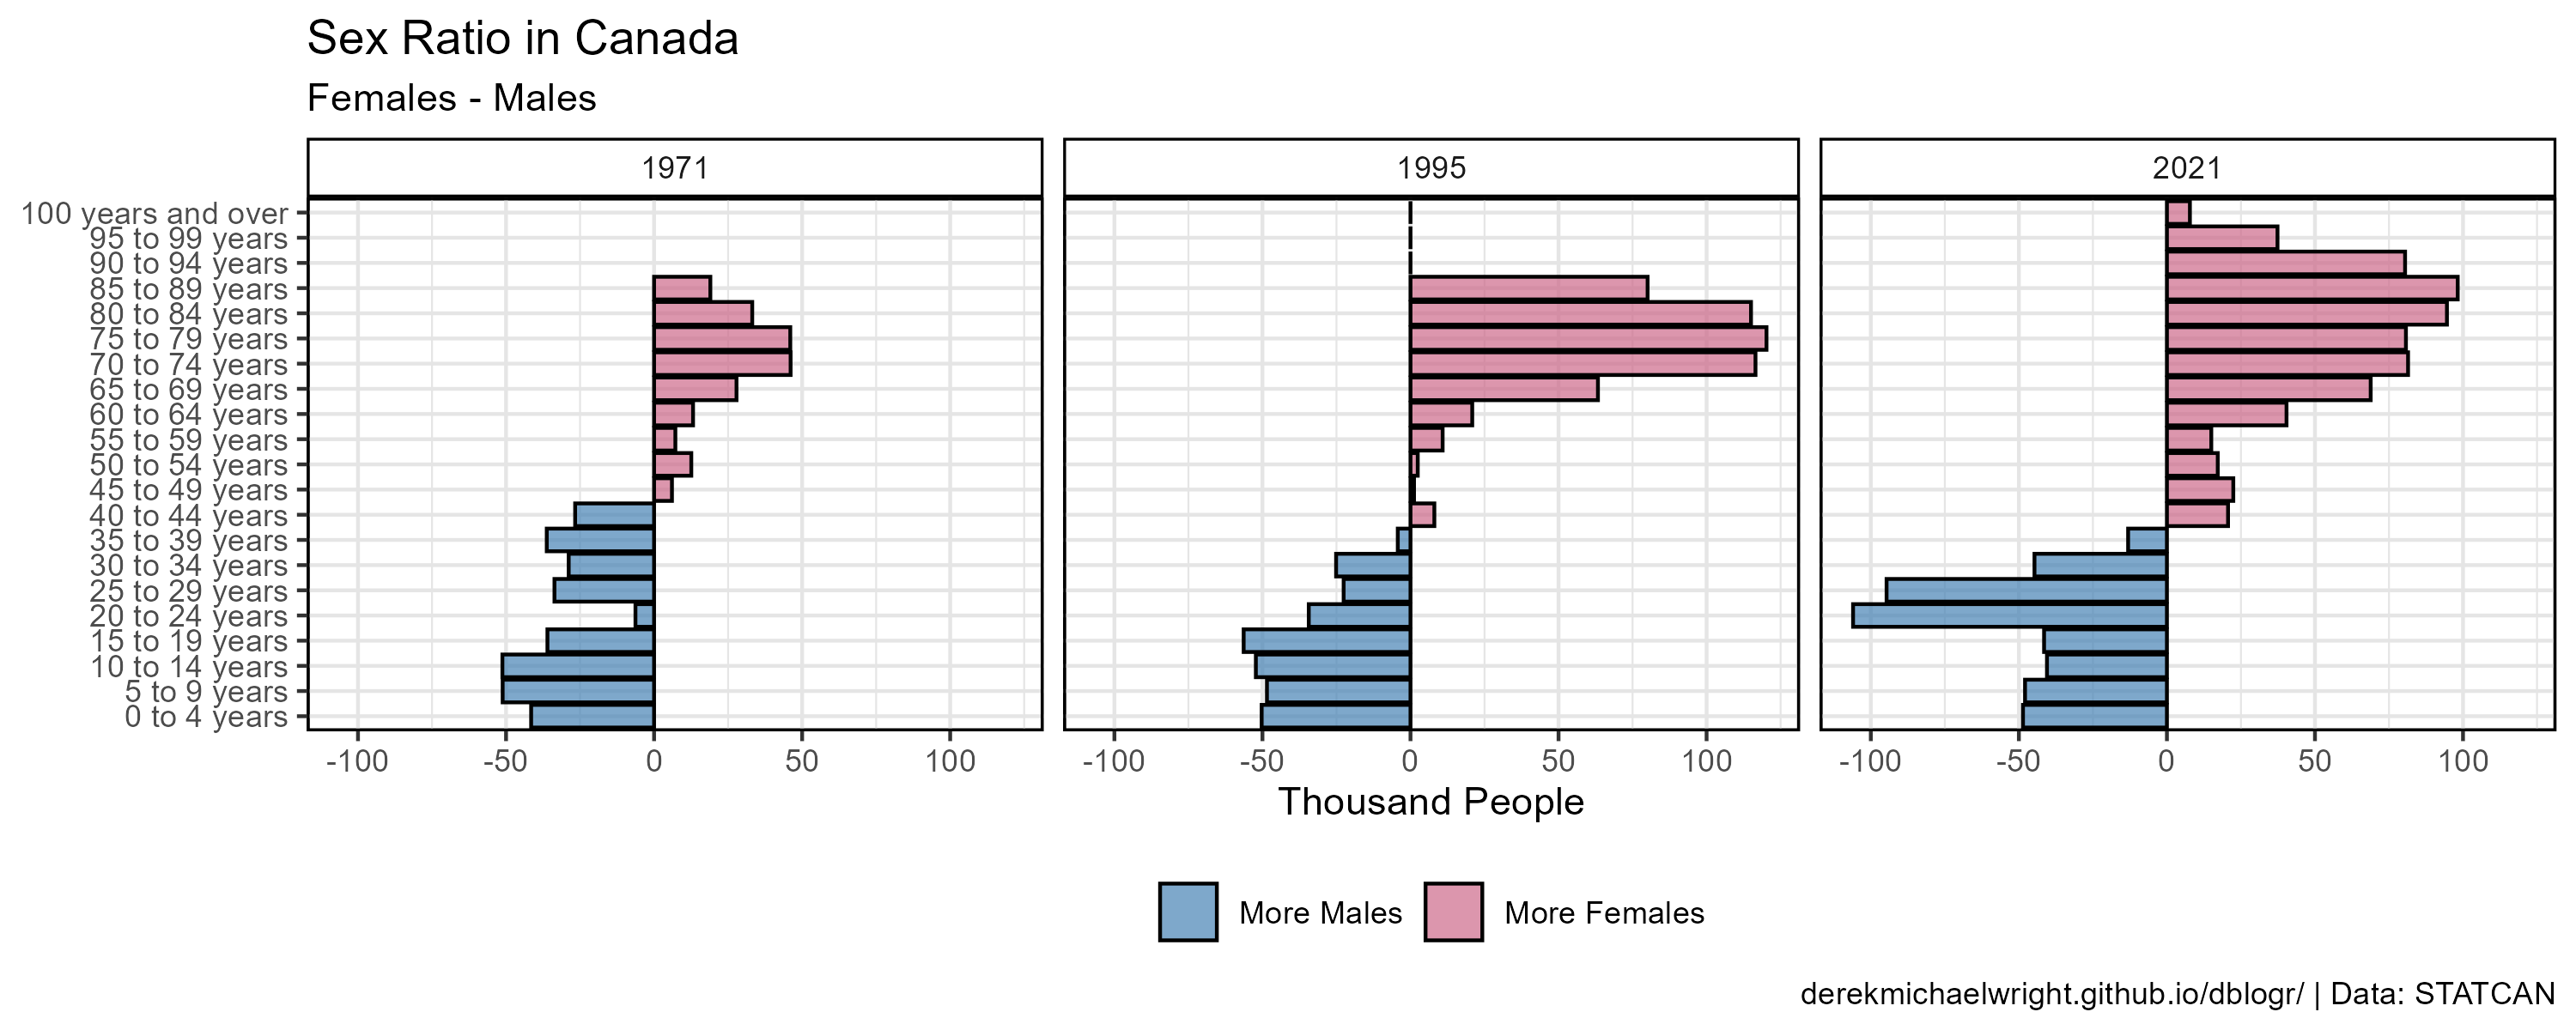 Sex Ratio in Canada
Females - Males
1971
1995
2021
100 years and over
95 to 99 years
90 to 94 years
85 to 89 years
80 to 84 years
75 to 79 years
70 to 74 years
65 to 69 years
60 to 64 years
55 to 59 years
50 to 54 years
45 to 49 years
40 to 44 years
35 to 39 years
30 to 34 years
25 to 29 years
20 to 24 years
15 to 19 years
10 to 14 years
5 to 9 years
0 to 4 years
-100 -50 0 50 100
-100 -50 0 50 100
-100 -50 0 50 100
Thousand People
More Males
More Females
derekmichaelwright.github.io/dblogr/ | Data: STATCAN